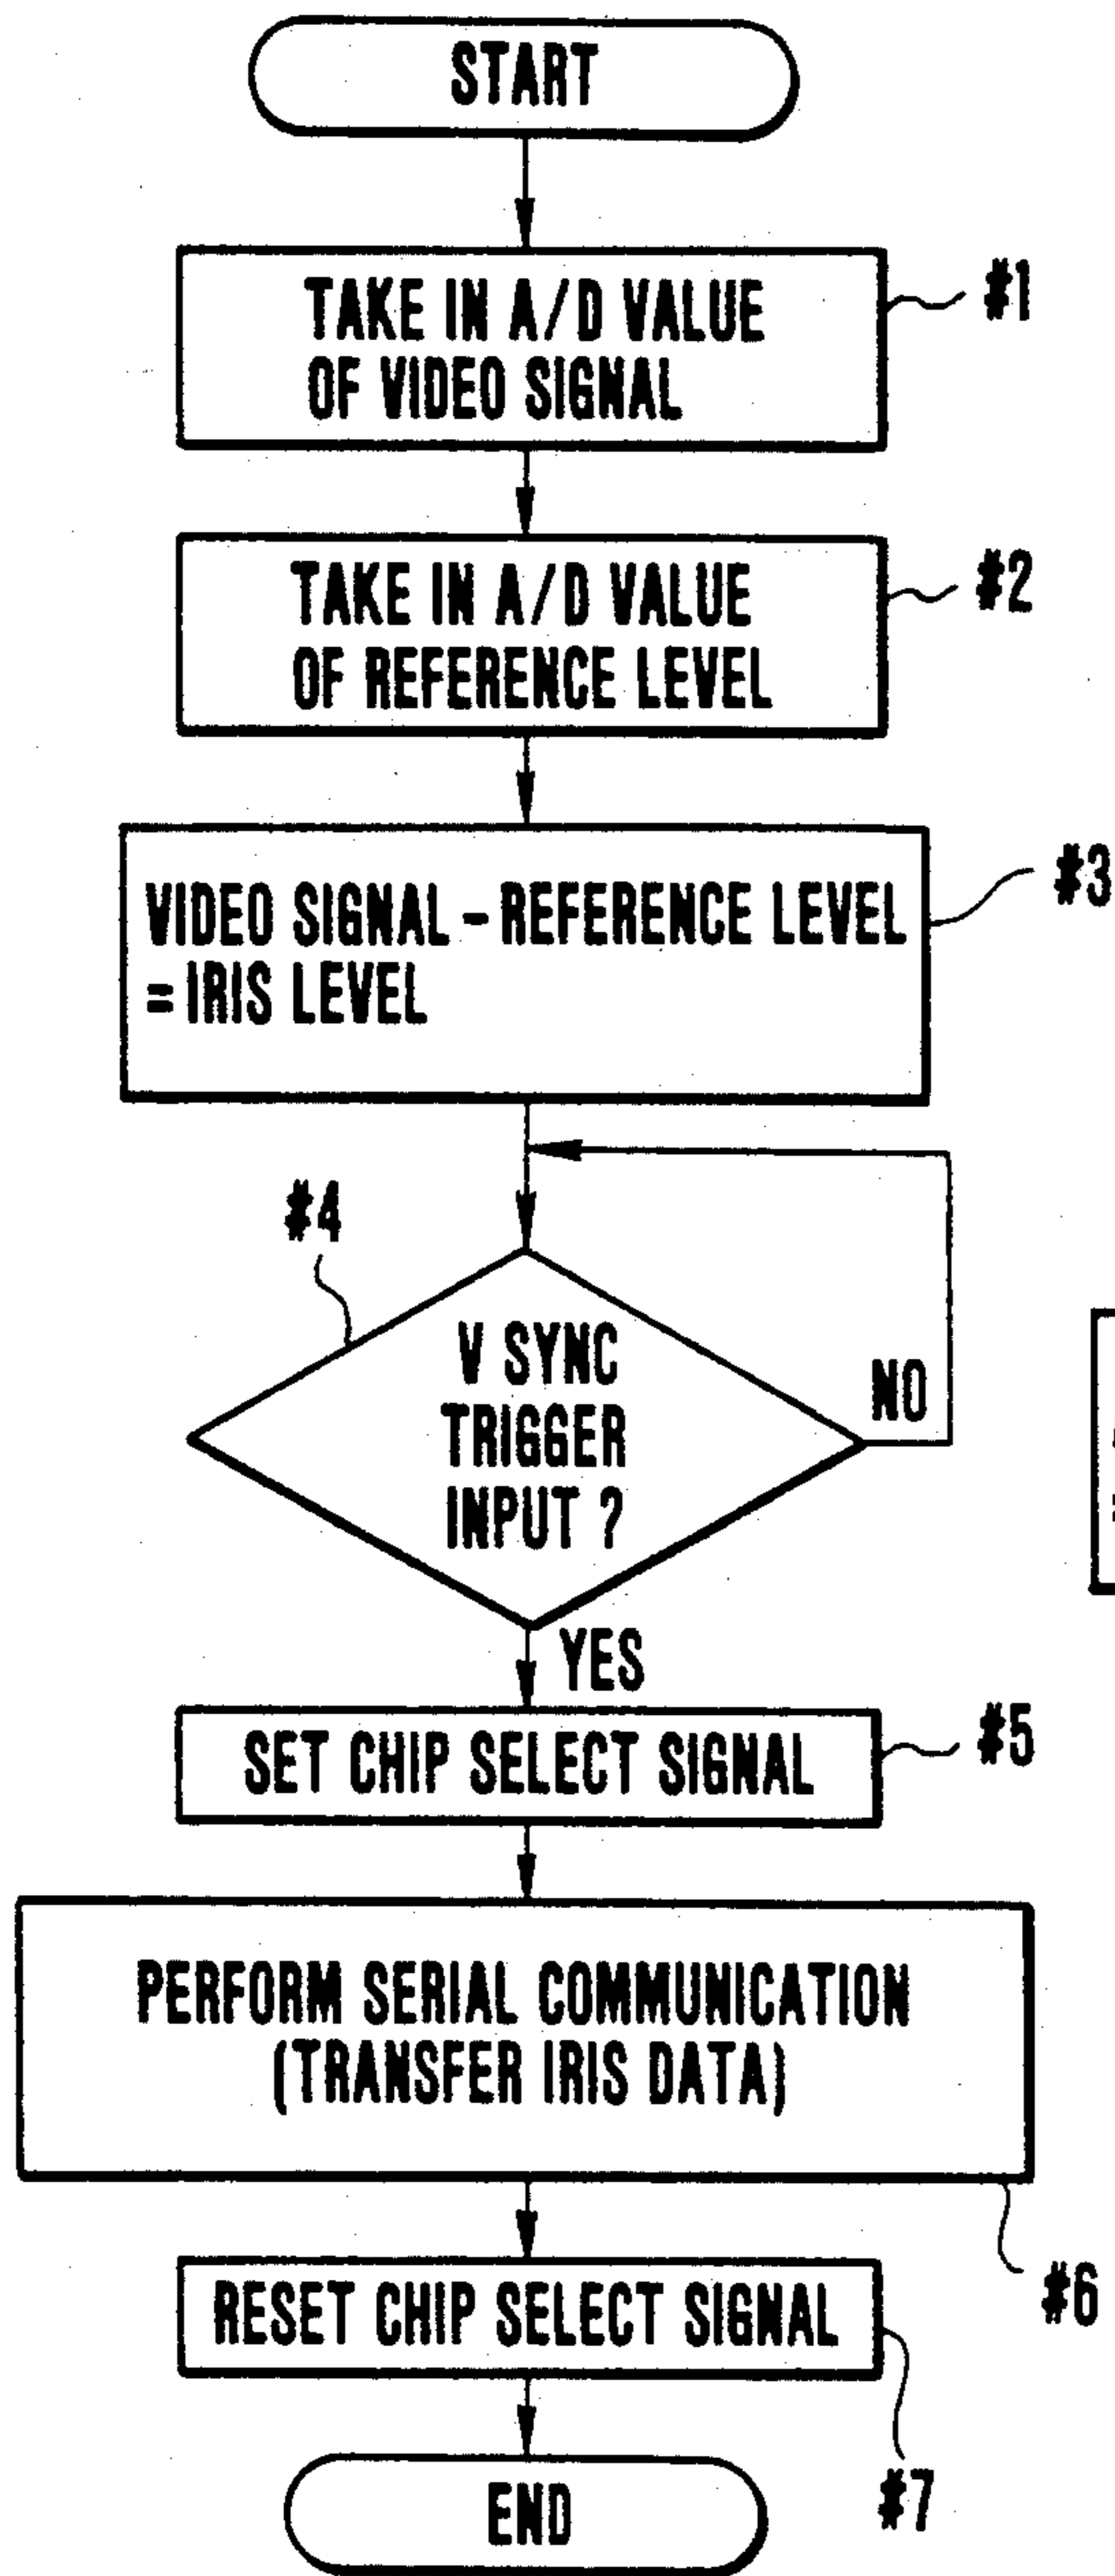 START
TAKE IN A/D VALUE
OF VIDEO SIGNAL
#1
TAKE IN A/D VALUE
OF REFERENCE LEVEL
#2
VIDEO SIGNAL - REFERENCE LEVEL
= IRIS LEVEL
#3
#4
V SYNC
TRIGGER
INPUT ?
NO
YES
SET CHIP SELECT SIGNAL
#5
PERFORM SERIAL COMMUNICATION
(TRANSFER IRIS DATA)
#6
RESET CHIP SELECT SIGNAL
#7
END